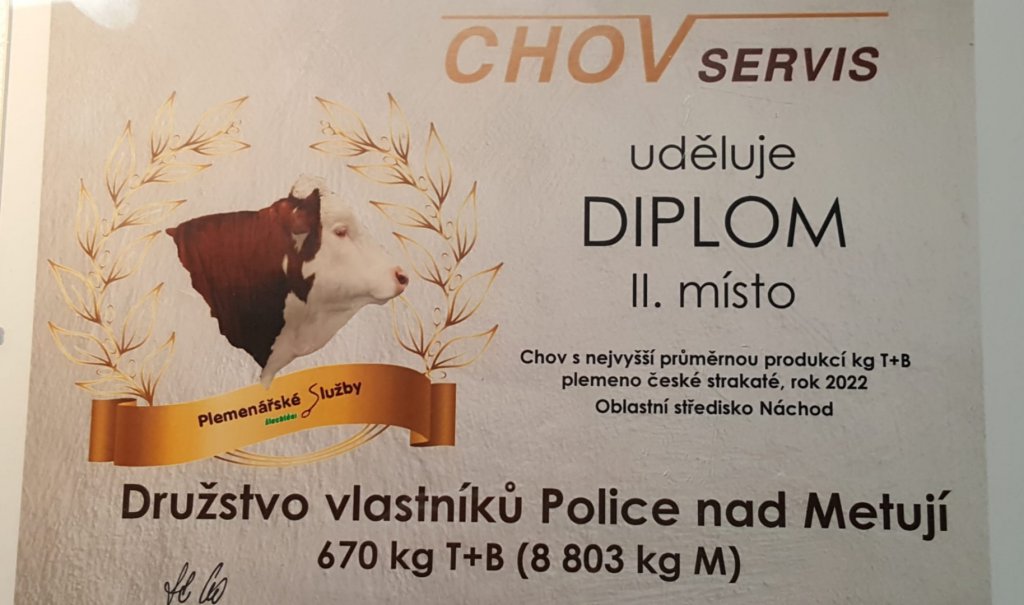 CHOV SERVIS
uděluje
DIPLOM
II. místo
Chov s nejvyšší průměrnou produkcí kg T+B
plemeno české strakaté, rok 2022
Oblastní středisko Náchod
Plemenářské Služby
Družstvo vlastníků Police nad Metují
670 kg T+B (8 803 kg M)